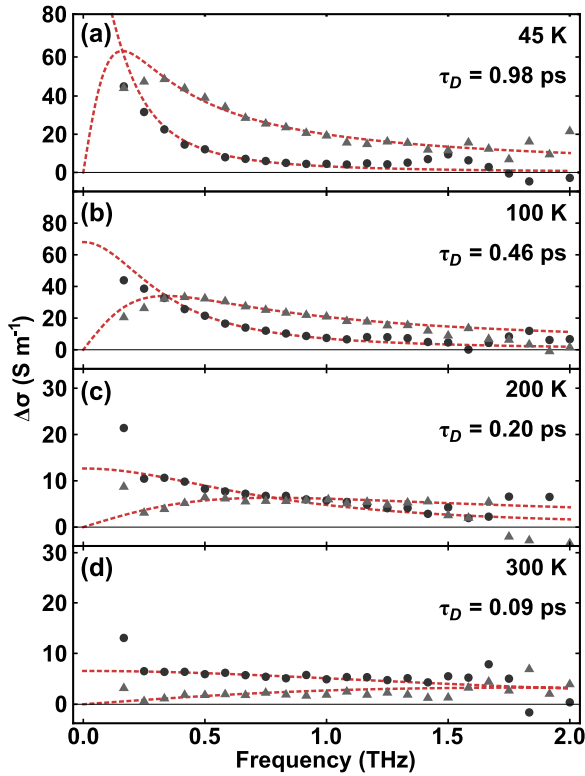 (a)
45 K
τD = 0.98 ps
80
60
40
20
0
(b)
100 K
τD = 0.46 ps
80
60
40
20
0
(c)
200 K
τD = 0.20 ps
30
20
10
0
(d)
300 K
τD = 0.09 ps
30
20
10
0
Δσ (S m⁻¹)
0.0 0.5 1.0 1.5 2.0
Frequency (THz)